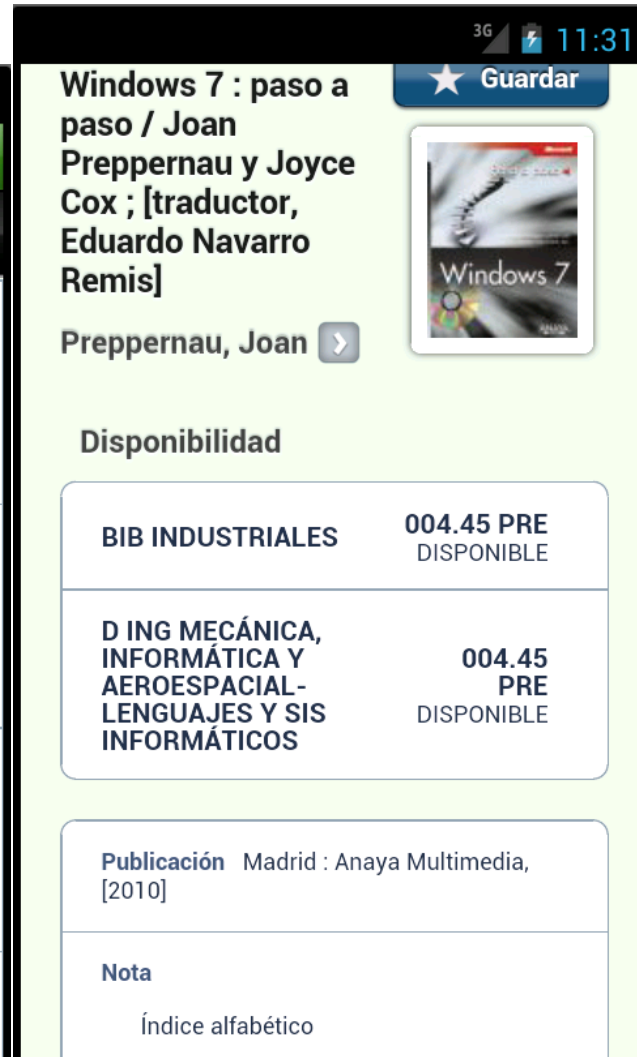 3G 11:31
Windows 7 : paso a
paso / Joan
Preppernau y Joyce
Cox ; [traductor,
Eduardo Navarro
Remis]
Guardar
Windows 7
Preppernau, Joan
Disponibilidad
BIB INDUSTRIALES
004.45 PRE
DISPONIBLE
D ING MECÁNICA,
INFORMÁTICA Y
AEROESPACIAL-
LENGUAJES Y SIS
INFORMÁTICOS
004.45
PRE
DISPONIBLE
Publicación Madrid : Anaya Multimedia,
[2010]
Nota
Índice alfabético